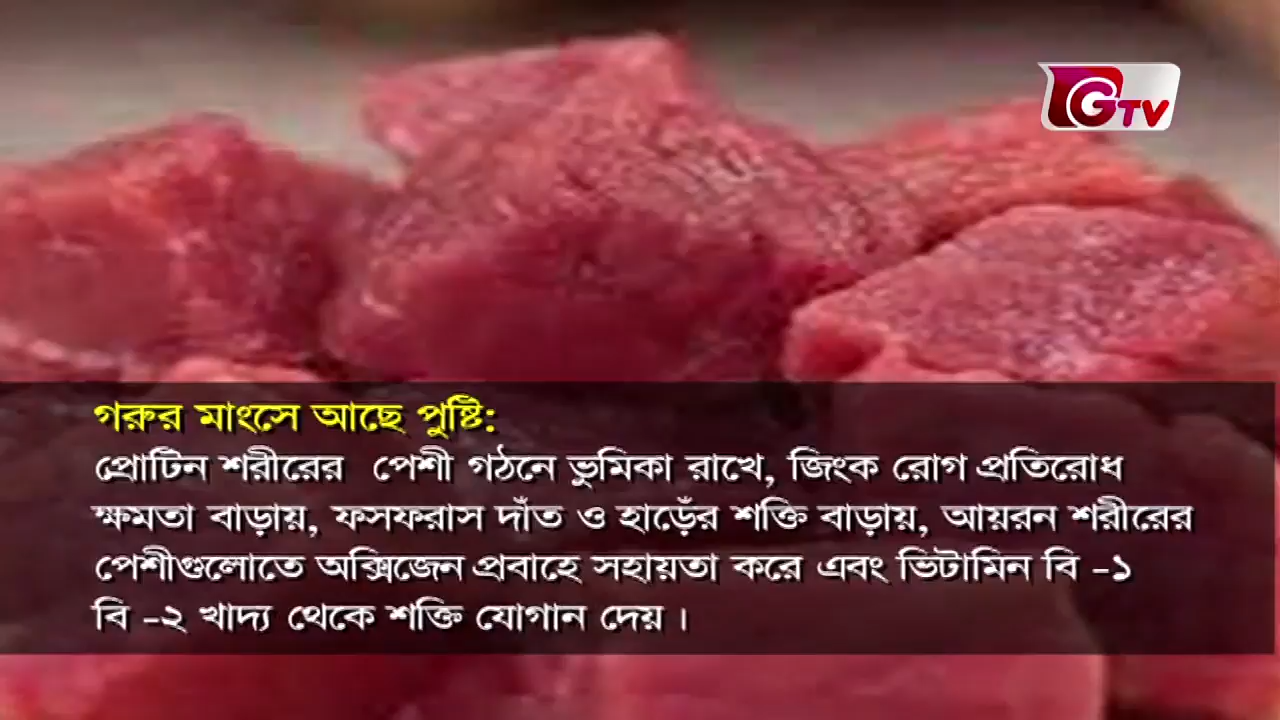 GTV
গরুর মাংসে আছে পুষ্টি:
প্রোটিন শরীরের পেশী গঠনে ভুমিকা রাখে, জিংক রোগ প্রতিরোধ
ক্ষমতা বাড়ায়, ফসফরাস দাঁত ও হাড়েঁর শক্তি বাড়ায়, আয়রন শরীরের
পেশীগুলোতে অক্সিজেন প্রবাহে সহায়তা করে এবং ভিটামিন বি -১
বি -২ খাদ্য থেকে শক্তি যোগান দেয় ।